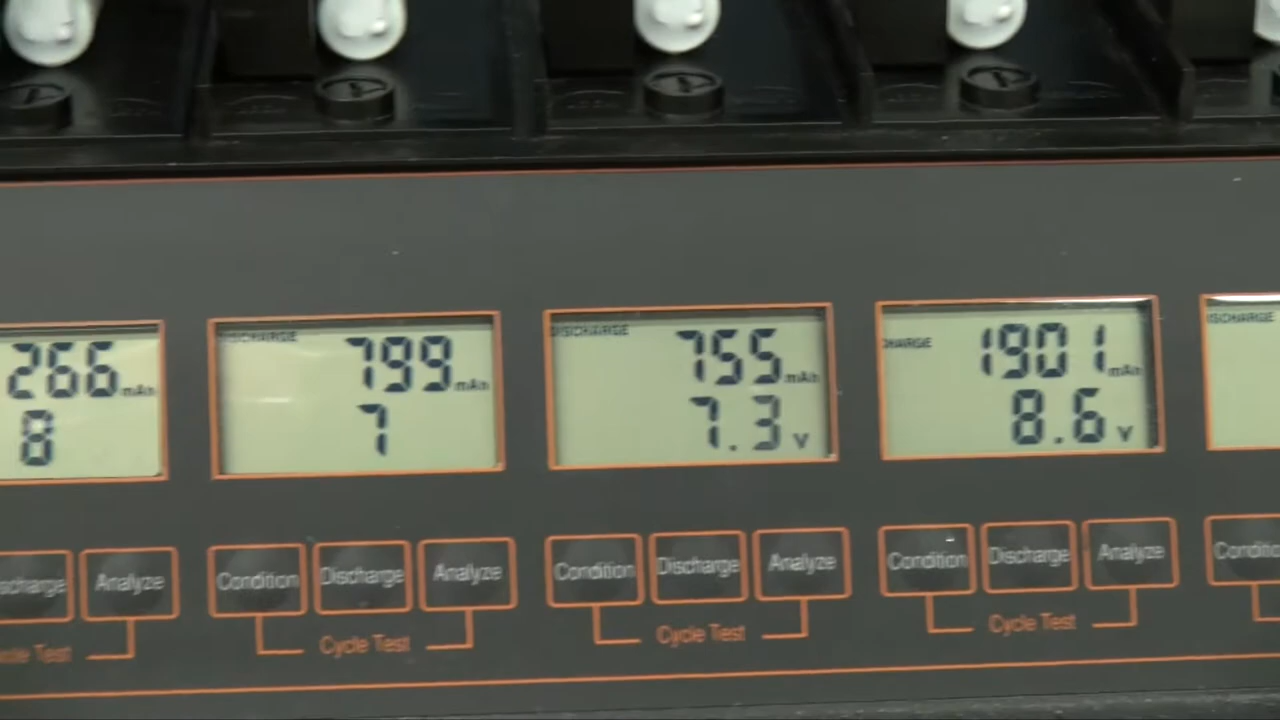 266 mAh
8
DISCHARGE
799 mAh
7
DISCHARGE
755 mAh
7.3 V
CHARGE
1901 mAh
8.6 V
DISCHARGE
Discharge Analyze
Cycle Test
Condition Discharge Analyze
Cycle Test
Condition Discharge Analyze
Cycle Test
Condition Discharge Analyze
Cycle Test
Conditio